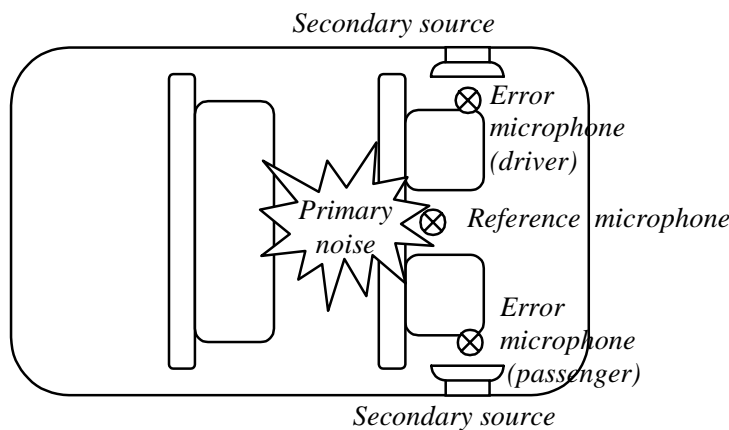 Secondary source
Error
microphone
(driver)
Primary
noise
Reference microphone
Error
microphone
(passenger)
Secondary source